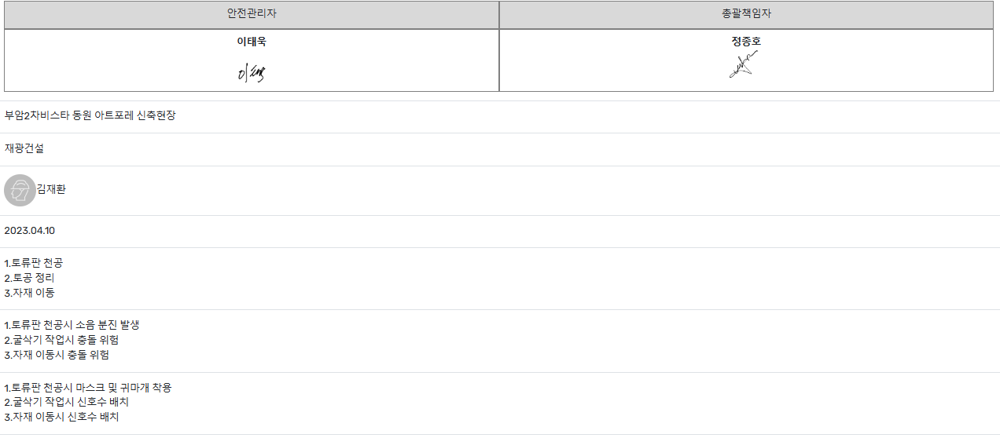 안전관리자 총괄책임자
이태욱 정종호
부암2차비스타 동원 아트포레 신축현장
재광건설
김재환
2023.04.10
1.토류판 천공
2.토공 정리
3.자재 이동
1.토류판 천공시 소음 분진 발생
2.굴삭기 작업시 충돌 위험
3.자재 이동시 충돌 위험
1.토류판 천공시 마스크 및 귀마개 착용
2.굴삭기 작업시 신호수 배치
3.자재 이동시 신호수 배치